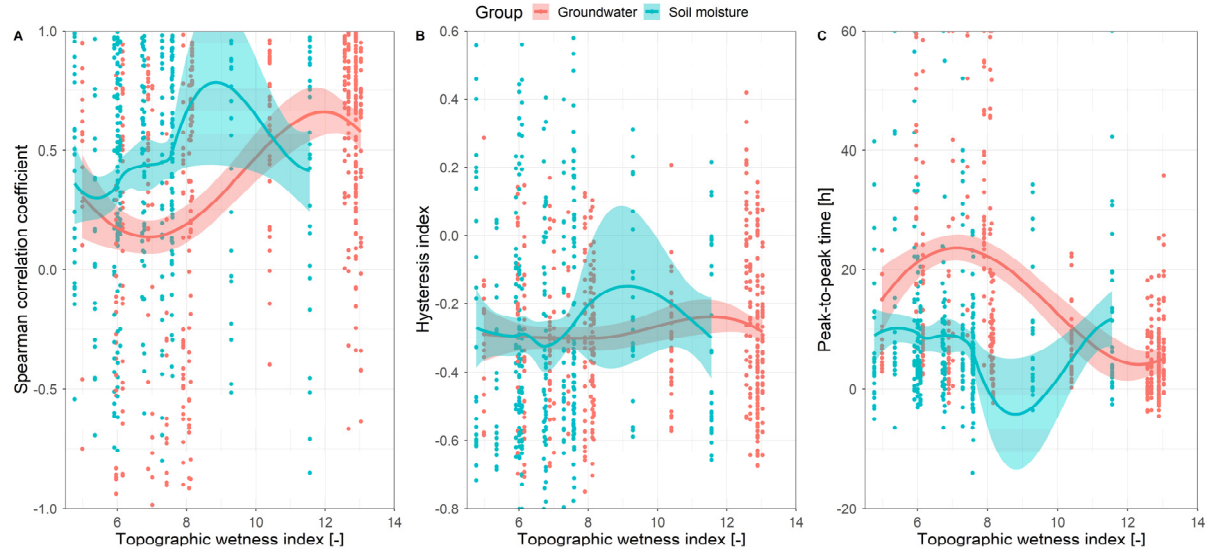 Group Groundwater Soil moisture
A
1.0
0.5
0.0
-0.5
-1.0
Spearman correlation coefficient
6 8 10 12 14
Topographic wetness index [-]
B
0.6
0.4
0.2
0.0
-0.2
-0.4
-0.6
-0.8
Hysteresis index
6 8 10 12 14
Topographic wetness index [-]
C
60
40
20
0
-20
Peak-to-peak time [h]
6 8 10 12 14
Topographic wetness index [-]